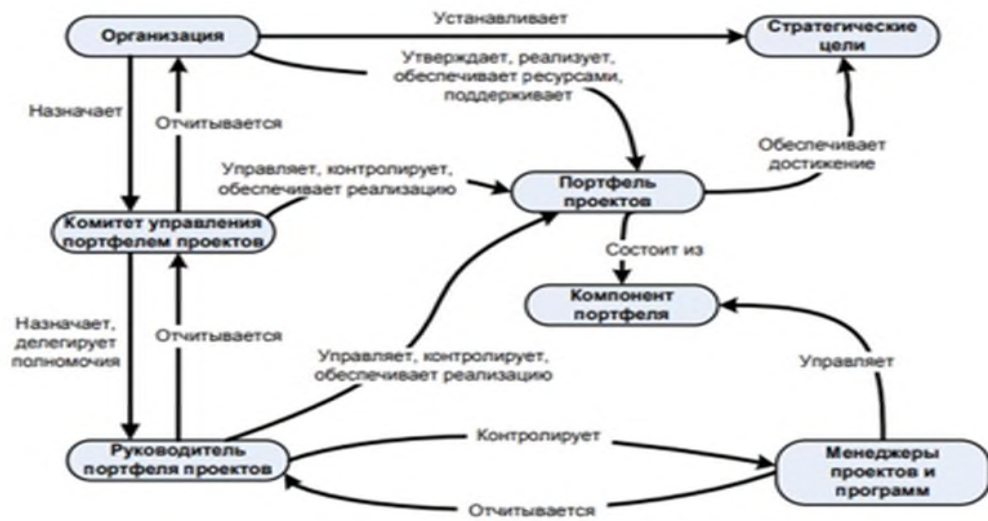 Устанавливает
Организация
Стратегические
цели
Утверждает, реализует,
обеспечивает ресурсами,
поддерживает
Назначает
Отчитывается
Обеспечивает
достижение
Управляет, контролирует,
обеспечивает реализацию
Портфель
проектов
Комитет управления
портфелем проектов
Состоит из
Компонент
портфеля
Назначает,
делегирует
полномочия
Отчитывается
Управляет, контролирует,
обеспечивает реализацию
Управляет
Руководитель
портфеля проектов
Контролирует
Менеджеры
проектов и
программ
Отчитывается